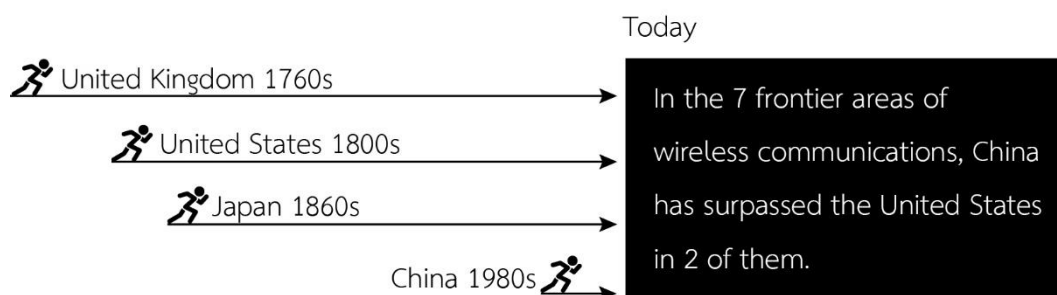 Today
United Kingdom 1760s
United States 1800s
Japan 1860s
China 1980s
In the 7 frontier areas of
wireless communications, China
has surpassed the United States
in 2 of them.